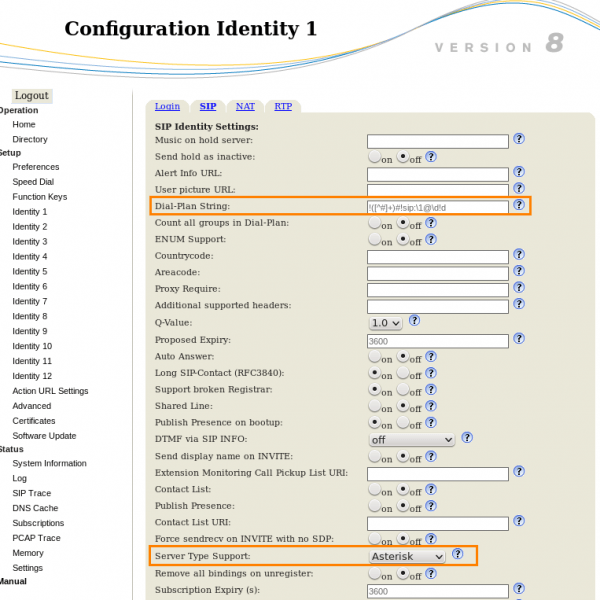 Configuration Identity 1
VERSION 8
Logout
Operation
Home
Directory
Setup
Preferences
Speed Dial
Function Keys
Identity 1
Identity 2
Identity 3
Identity 4
Identity 5
Identity 6
Identity 7
Identity 8
Identity 9
Identity 10
Identity 11
Identity 12
Action URL Settings
Advanced
Certificates
Software Update
Status
System Information
Log
SIP Trace
DNS Cache
Subscriptions
PCAP Trace
Memory
Settings
Manual
Login SIP NAT RTP
SIP Identity Settings:
Music on hold server: ?
Send hold as inactive: on off ?
Alert Info URL: ?
User picture URL: ?
Dial-Plan String: !([^#]+)#!sip:\1@\d!d ?
Count all groups in Dial-Plan: on off ?
ENUM Support: on off ?
Countrycode: ?
Areacode: ?
Proxy Require: ?
Additional supported headers: ?
Q-Value: 1.0 ?
Proposed Expiry: 3600 ?
Auto Answer: on off ?
Long SIP-Contact (RFC3840): on off ?
Support broken Registrar: on off ?
Shared Line: on off ?
Publish Presence on bootup: on off ?
DTMF via SIP INFO: off ?
Send display name on INVITE: on off ?
Extension Monitoring Call Pickup List URI: ?
Contact List: on off ?
Publish Presence: on off ?
Contact List URI: ?
Force sendrecv on INVITE with no SDP: on off ?
Server Type Support: Asterisk ?
Remove all bindings on unregister: on off ?
Subscription Expiry (s): 3600 ?